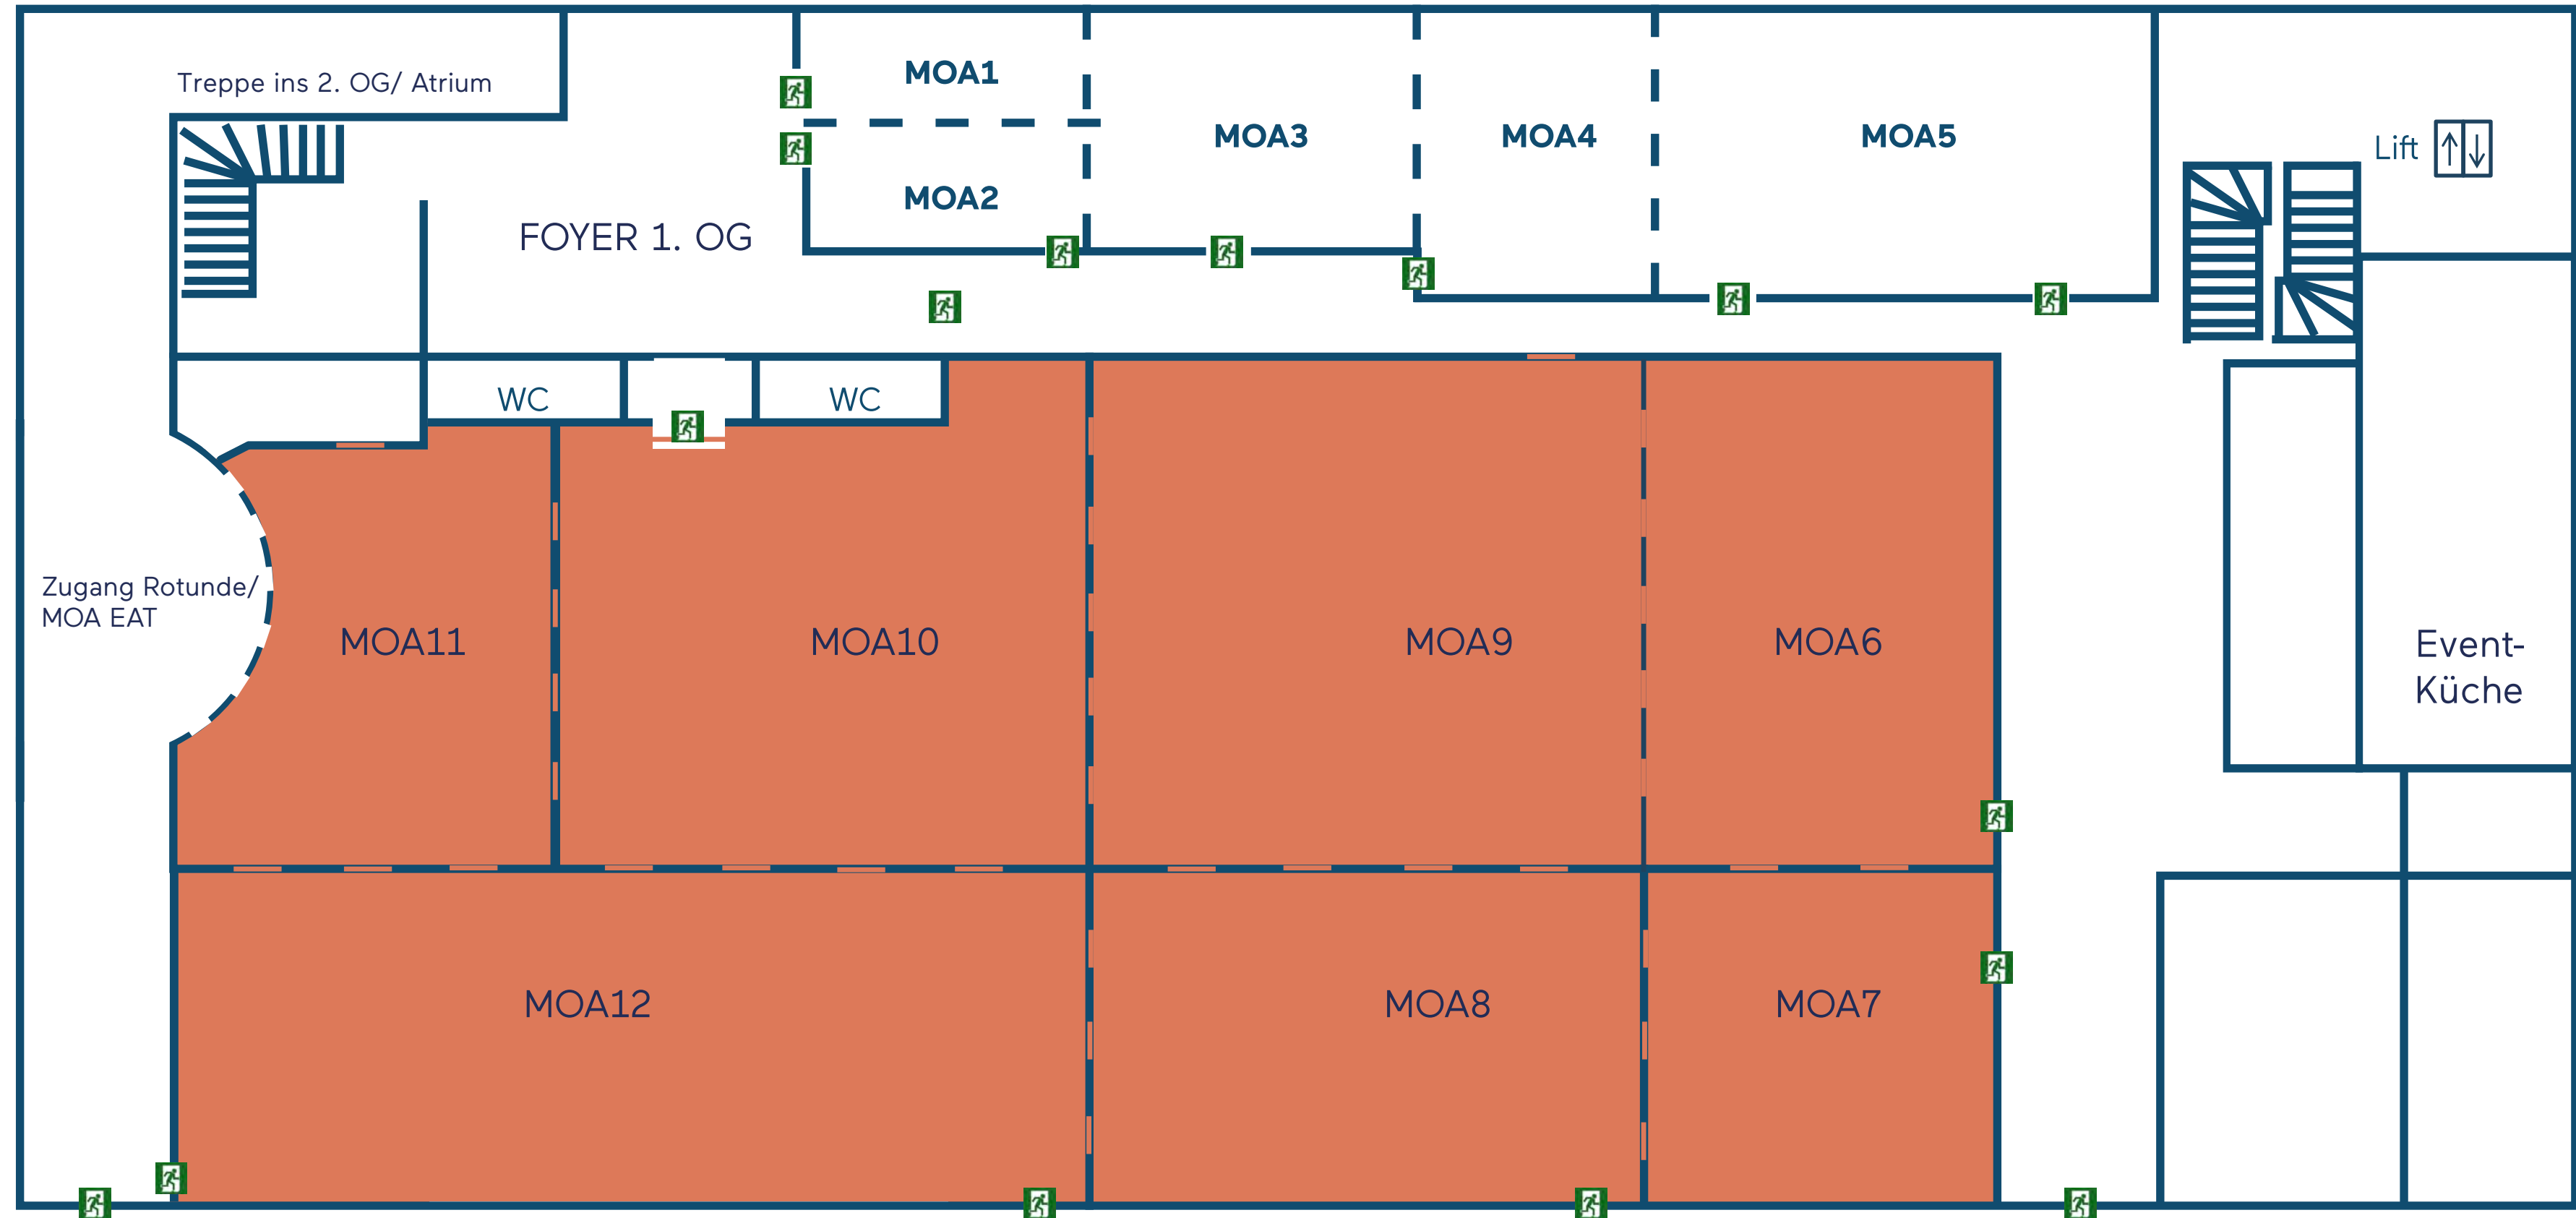 Treppe ins 2. OG/ Atrium
MOA1
MOA2
MOA3
MOA4
MOA5
Lift
FOYER 1. OG
WC
WC
Zugang Rotunde/
MOA EAT
MOA11
MOA10
MOA9
MOA6
Event-
Küche
MOA12
MOA8
MOA7